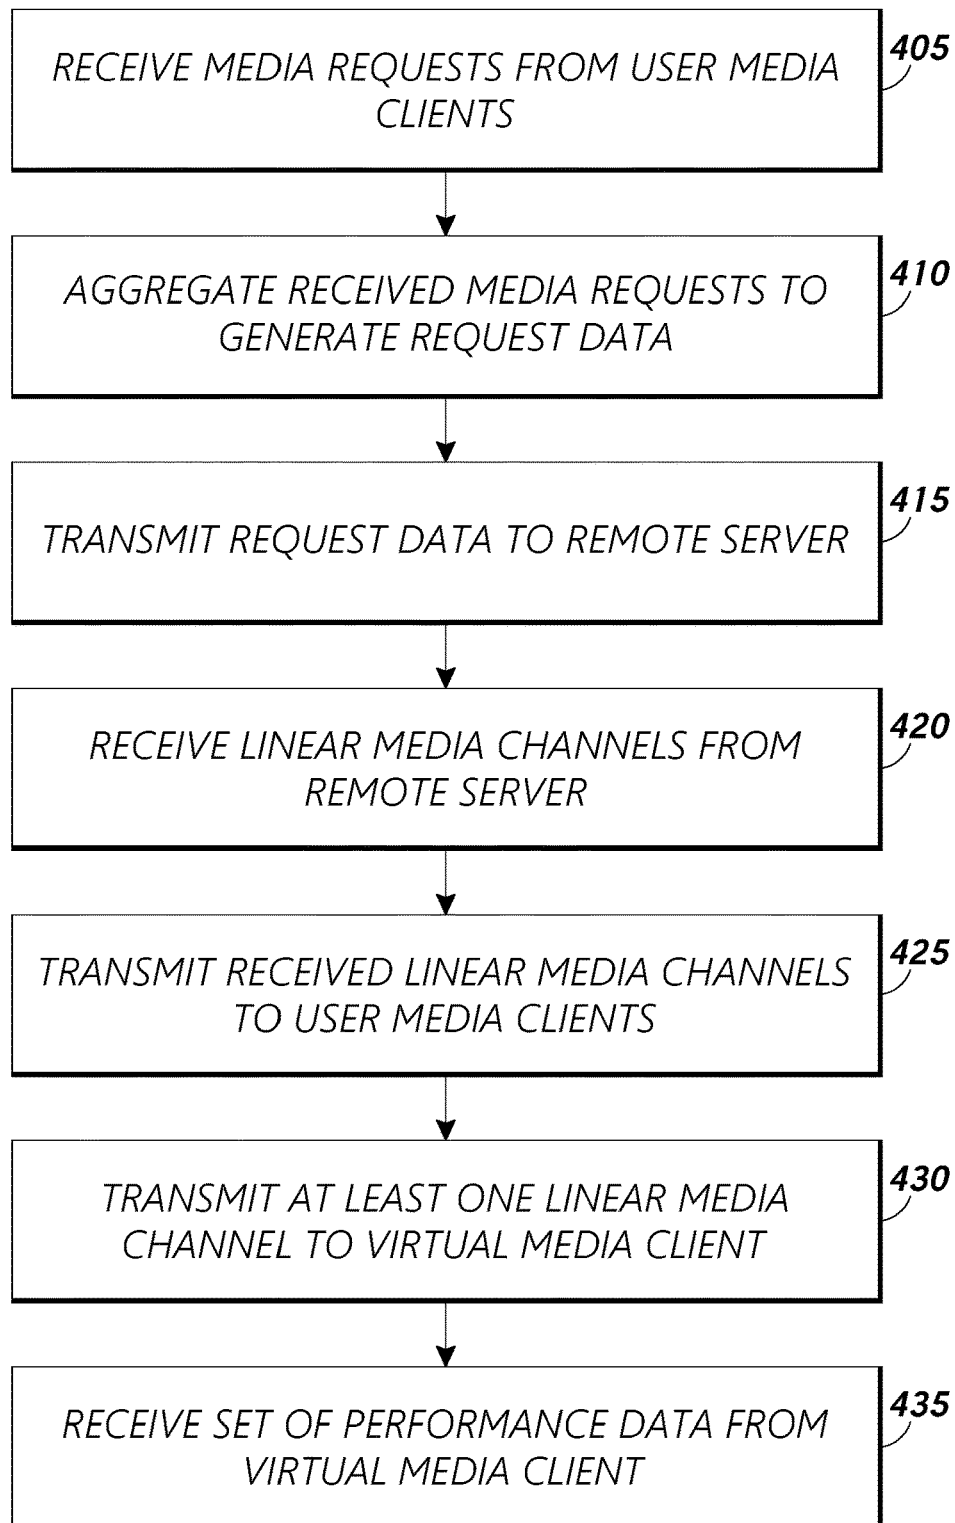 RECEIVE MEDIA REQUESTS FROM USER MEDIA
CLIENTS
405
AGGREGATE RECEIVED MEDIA REQUESTS TO
GENERATE REQUEST DATA
410
TRANSMIT REQUEST DATA TO REMOTE SERVER
415
RECEIVE LINEAR MEDIA CHANNELS FROM
REMOTE SERVER
420
TRANSMIT RECEIVED LINEAR MEDIA CHANNELS
TO USER MEDIA CLIENTS
425
TRANSMIT AT LEAST ONE LINEAR MEDIA
CHANNEL TO VIRTUAL MEDIA CLIENT
430
RECEIVE SET OF PERFORMANCE DATA FROM
VIRTUAL MEDIA CLIENT
435